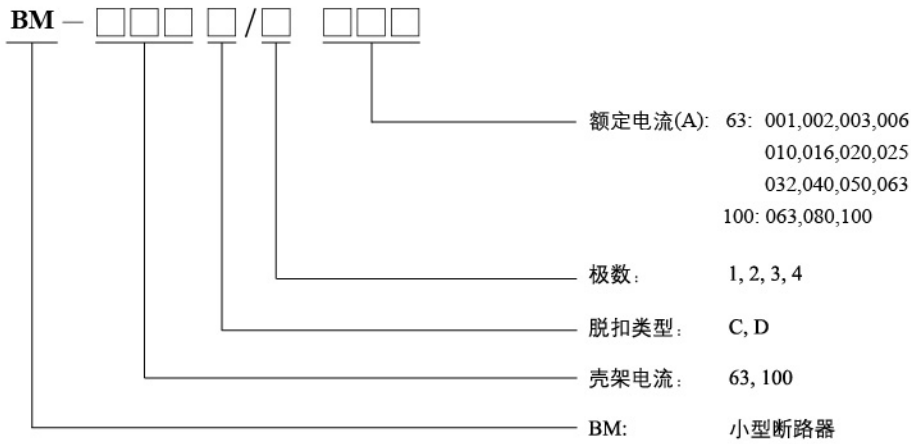 BM – □□□ □ / □ □□□
额定电流(A): 63: 001,002,003,006
010,016,020,025
032,040,050,063
100: 063,080,100
极数: 1, 2, 3, 4
脱扣类型: C, D
壳架电流: 63, 100
BM: 小型断路器